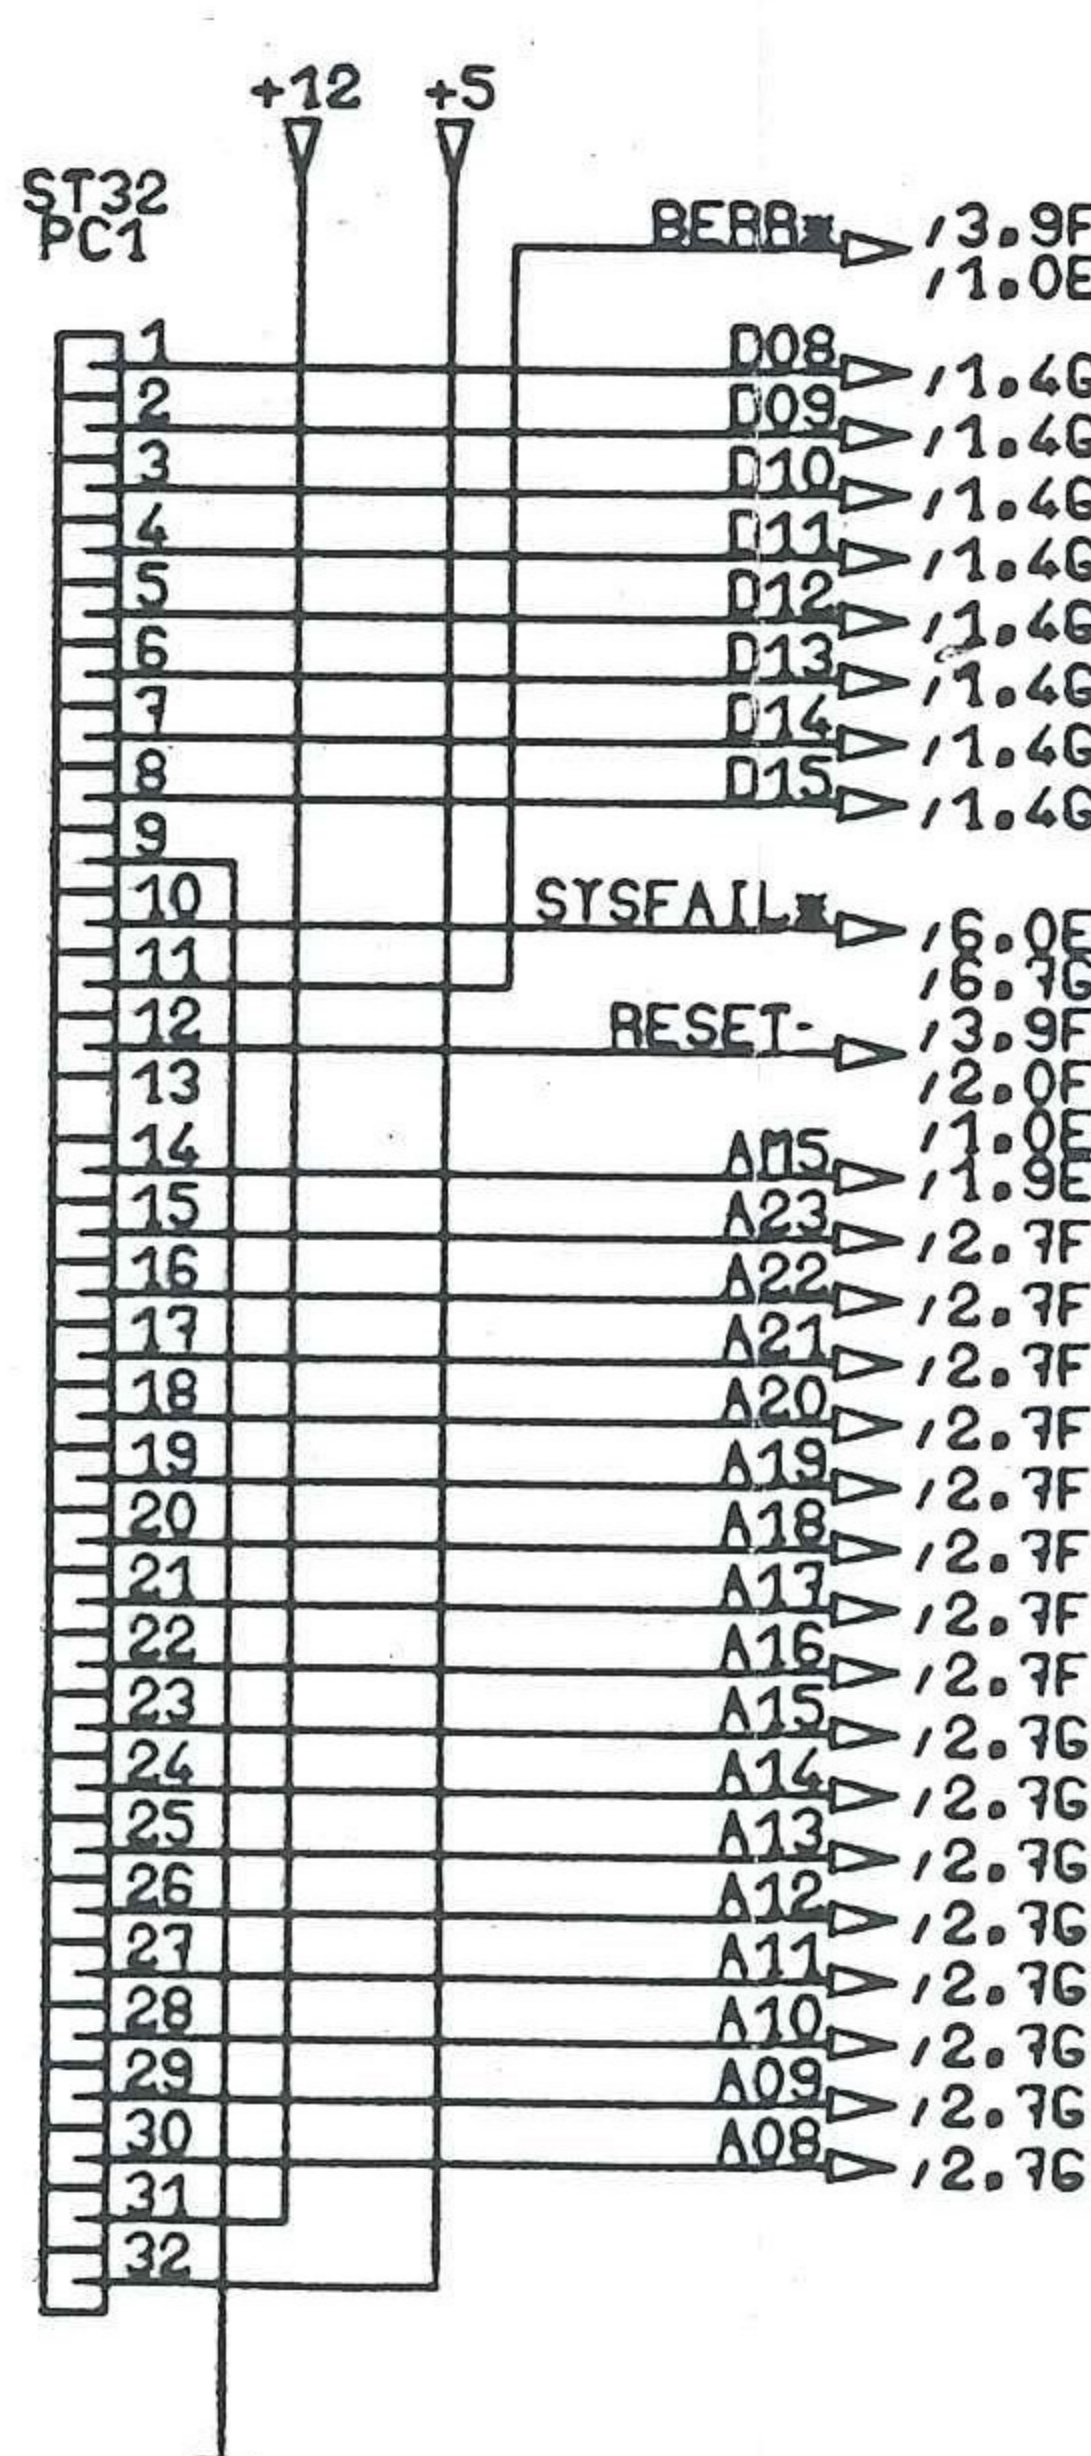 +12 +5
ST32
PC1
BERR* /3.9F
/1.0E
1 D08 /1.4G
2 D09 /1.4G
3 D10 /1.4G
4 D11 /1.4G
5 D12 /1.4G
6 D13 /1.4G
7 D14 /1.4G
8 D15 /1.4G
9
10 SYSFAIL* /6.0E
/6.7G
11
12 RESET- /3.9F
/2.0F
/1.0E
13
14 AM5 /1.9E
15 A23 /2.7F
16 A22 /2.7F
17 A21 /2.7F
18 A20 /2.7F
19 A19 /2.7F
20 A18 /2.7F
21 A17 /2.7F
22 A16 /2.7F
23 A15 /2.7G
24 A14 /2.7G
25 A13 /2.7G
26 A12 /2.7G
27 A11 /2.7G
28 A10 /2.7G
29 A09 /2.7G
30 A08 /2.7G
31
32